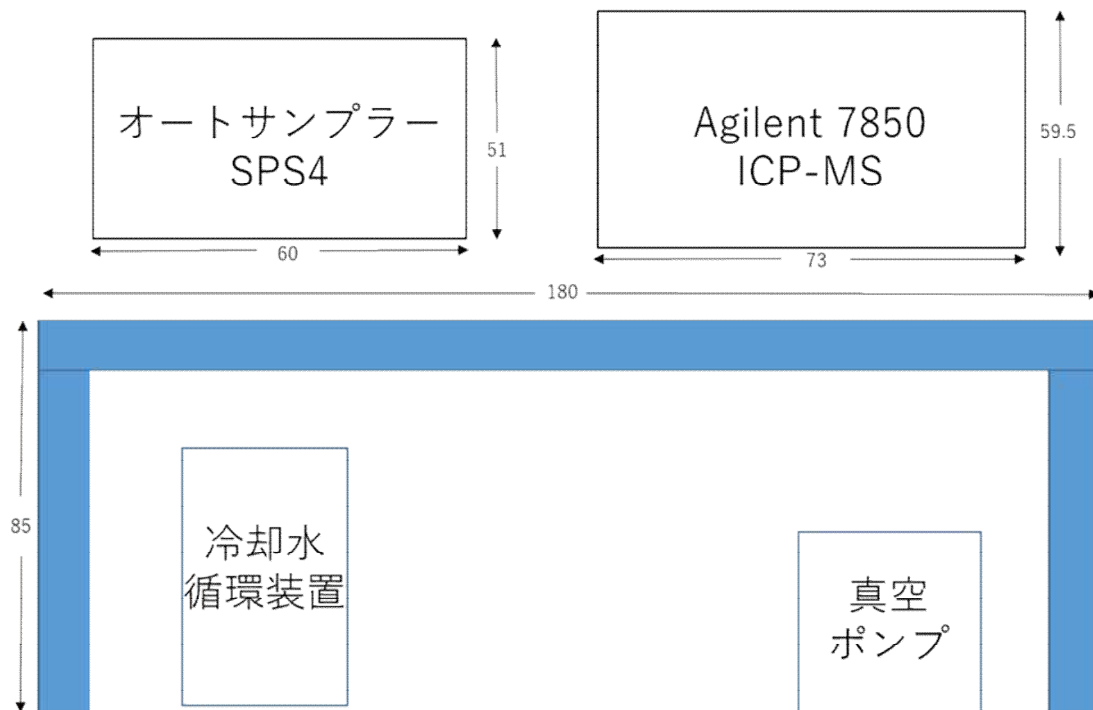 オートサンプラー
SPS4
51
60
Agilent 7850
ICP-MS
59.5
73
180
85
冷却水
循環装置
真空
ポンプ